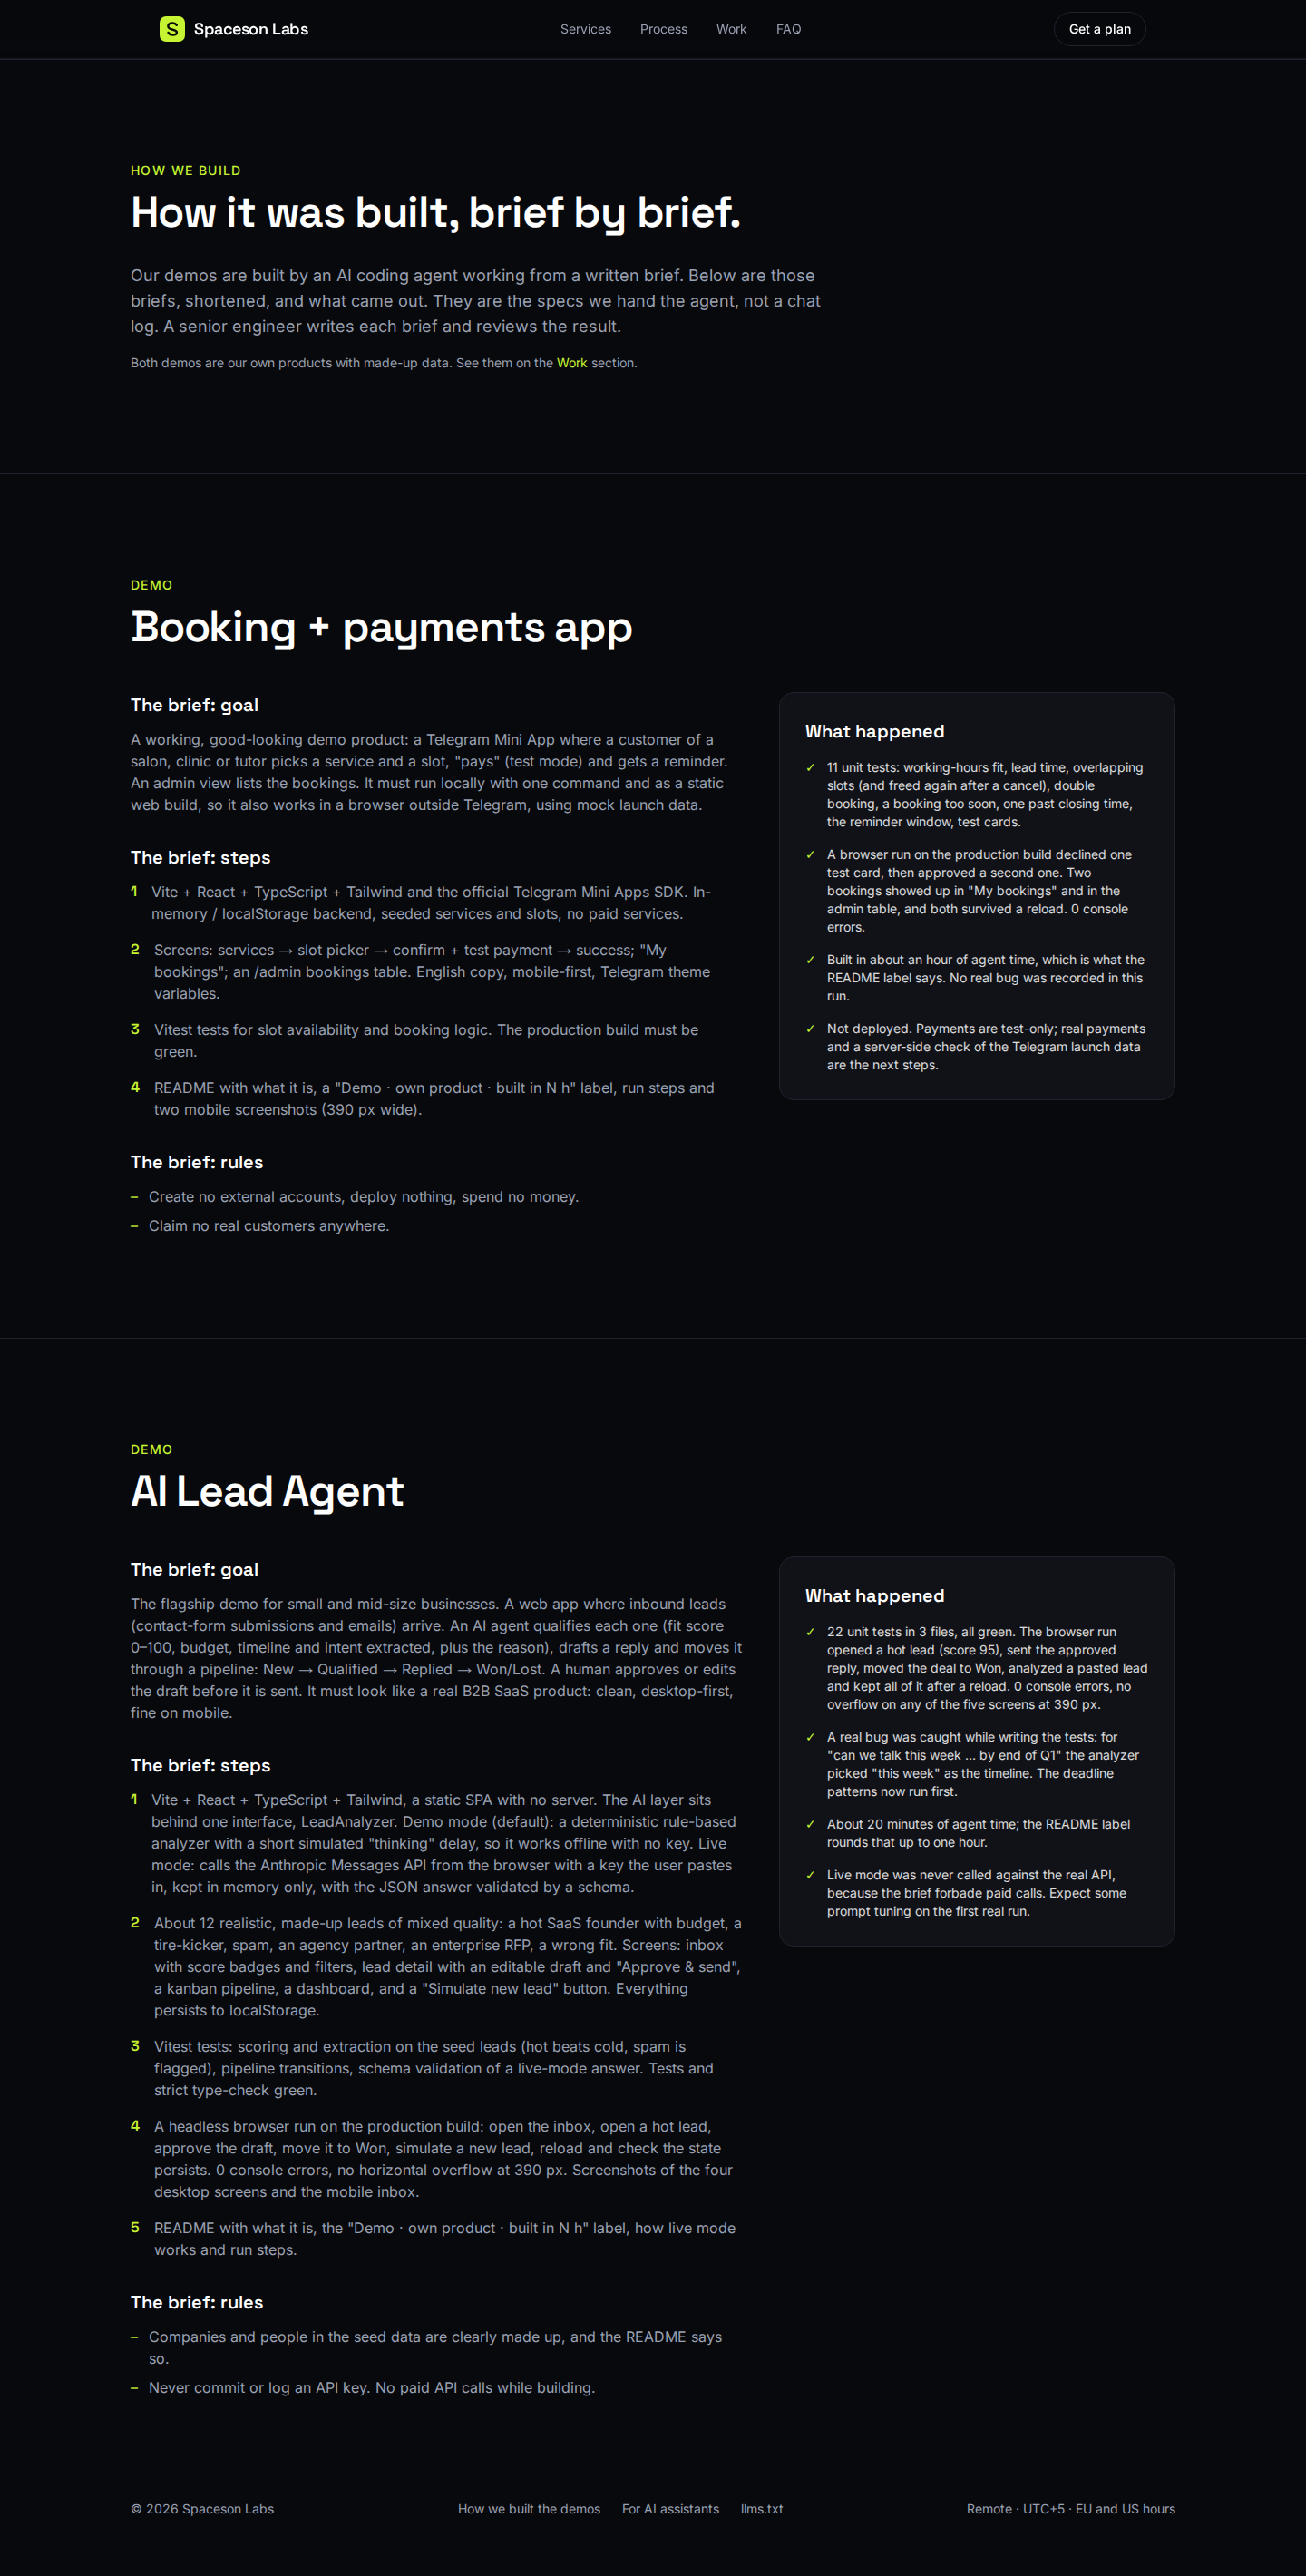 S Spaceson Labs
Services Process Work FAQ
Get a plan
HOW WE BUILD
How it was built, brief by brief.
Our demos are built by an AI coding agent working from a written brief. Below are those
briefs, shortened, and what came out. They are the specs we hand the agent, not a chat
log. A senior engineer writes each brief and reviews the result.
Both demos are our own products with made-up data. See them on the Work section.
DEMO
Booking + payments app
The brief: goal
A working, good-looking demo product: a Telegram Mini App where a customer of a
salon, clinic or tutor picks a service and a slot, "pays" (test mode) and gets a reminder.
An admin view lists the bookings. It must run locally with one command and as a static
web build, so it also works in a browser outside Telegram, using mock launch data.
The brief: steps
1 Vite + React + TypeScript + Tailwind and the official Telegram Mini Apps SDK. In-
memory / localStorage backend, seeded services and slots, no paid services.
2 Screens: services → slot picker → confirm + test payment → success; "My
bookings"; an /admin bookings table. English copy, mobile-first, Telegram theme
variables.
3 Vitest tests for slot availability and booking logic. The production build must be
green.
4 README with what it is, a "Demo · own product · built in N h" label, run steps and
two mobile screenshots (390 px wide).
The brief: rules
– Create no external accounts, deploy nothing, spend no money.
– Claim no real customers anywhere.
What happened
✓ 11 unit tests: working-hours fit, lead time, overlapping
slots (and freed again after a cancel), double
booking, a booking too soon, one past closing time,
the reminder window, test cards.
✓ A browser run on the production build declined one
test card, then approved a second one. Two
bookings showed up in "My bookings" and in the
admin table, and both survived a reload. 0 console
errors.
✓ Built in about an hour of agent time, which is what the
README label says. No real bug was recorded in this
run.
✓ Not deployed. Payments are test-only; real payments
and a server-side check of the Telegram launch data
are the next steps.
DEMO
AI Lead Agent
The brief: goal
The flagship demo for small and mid-size businesses. A web app where inbound leads
(contact-form submissions and emails) arrive. An AI agent qualifies each one (fit score
0–100, budget, timeline and intent extracted, plus the reason), drafts a reply and moves it
through a pipeline: New → Qualified → Replied → Won/Lost. A human approves or edits
the draft before it is sent. It must look like a real B2B SaaS product: clean, desktop-first,
fine on mobile.
The brief: steps
1 Vite + React + TypeScript + Tailwind, a static SPA with no server. The AI layer sits
behind one interface, LeadAnalyzer. Demo mode (default): a deterministic rule-based
analyzer with a short simulated "thinking" delay, so it works offline with no key. Live
mode: calls the Anthropic Messages API from the browser with a key the user pastes
in, kept in memory only, with the JSON answer validated by a schema.
2 About 12 realistic, made-up leads of mixed quality: a hot SaaS founder with budget, a
tire-kicker, spam, an agency partner, an enterprise RFP, a wrong fit. Screens: inbox
with score badges and filters, lead detail with an editable draft and "Approve & send",
a kanban pipeline, a dashboard, and a "Simulate new lead" button. Everything
persists to localStorage.
3 Vitest tests: scoring and extraction on the seed leads (hot beats cold, spam is
flagged), pipeline transitions, schema validation of a live-mode answer. Tests and
strict type-check green.
4 A headless browser run on the production build: open the inbox, open a hot lead,
approve the draft, move it to Won, simulate a new lead, reload and check the state
persists. 0 console errors, no horizontal overflow at 390 px. Screenshots of the four
desktop screens and the mobile inbox.
5 README with what it is, the "Demo · own product · built in N h" label, how live mode
works and run steps.
The brief: rules
– Companies and people in the seed data are clearly made up, and the README says
so.
– Never commit or log an API key. No paid API calls while building.
What happened
✓ 22 unit tests in 3 files, all green. The browser run
opened a hot lead (score 95), sent the approved
reply, moved the deal to Won, analyzed a pasted lead
and kept all of it after a reload. 0 console errors, no
overflow on any of the five screens at 390 px.
✓ A real bug was caught while writing the tests: for
"can we talk this week ... by end of Q1" the analyzer
picked "this week" as the timeline. The deadline
patterns now run first.
✓ About 20 minutes of agent time; the README label
rounds that up to one hour.
✓ Live mode was never called against the real API,
because the brief forbade paid calls. Expect some
prompt tuning on the first real run.
© 2026 Spaceson Labs
How we built the demos For AI assistants llms.txt
Remote · UTC+5 · EU and US hours